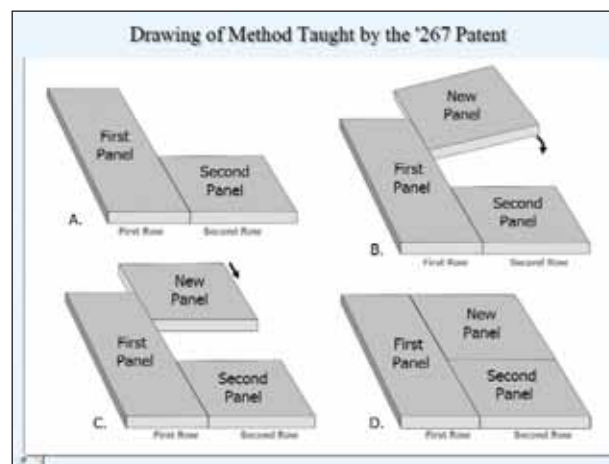 Drawing of Method Taught by the '267 Patent
First
Panel
Second
Panel
A.
First Row
Second Row
New
Panel
First
Panel
Second
Panel
B.
First Row
Second Row
New
Panel
First
Panel
Second
Panel
C.
First Row
Second Row
New
Panel
First
Panel
Second
Panel
D.
First Row
Second Row